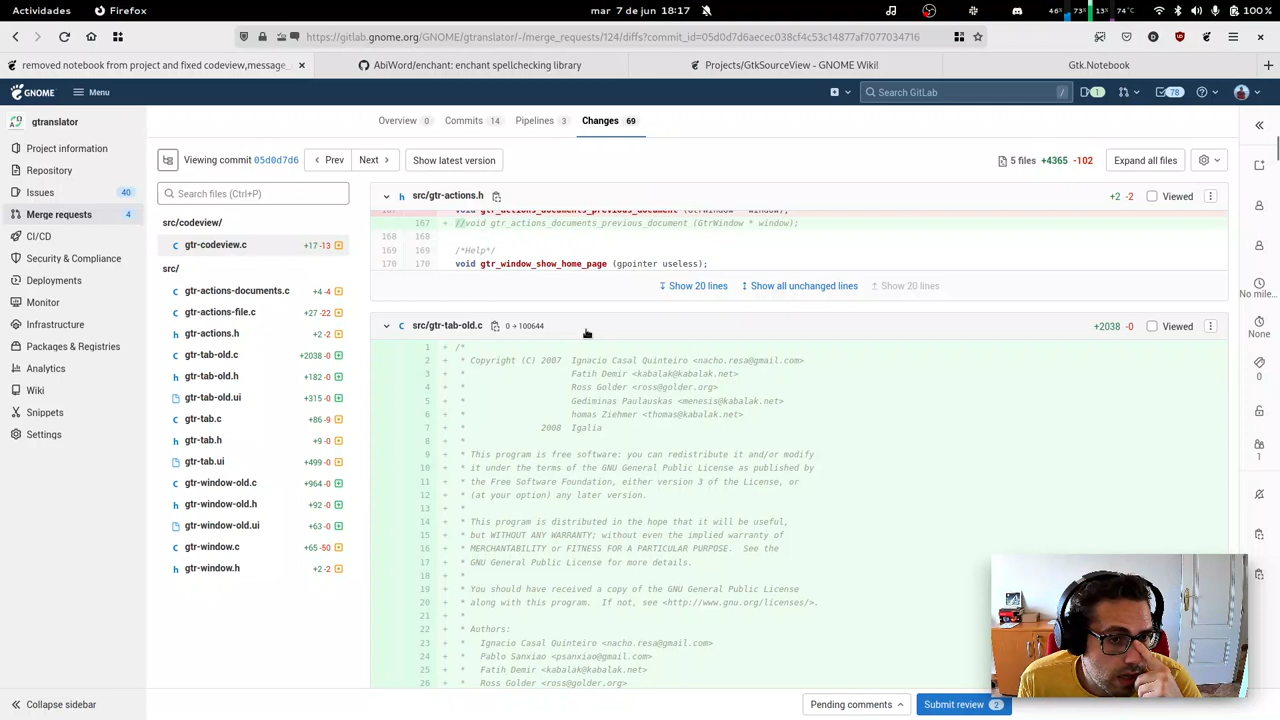 Actividades Firefox mar 7 de jun 18:17 46% 73% 13% 74°C 100 %
https://gitlab.gnome.org/GNOME/gtranslator/-/merge_requests/124/diffs?commit_id=05d0d7d6aecec038cf4c53c14877af7077034716
removed notebook from project and fixed codeview,message_ × AbiWord/enchant: enchant spellchecking library Projects/GtkSourceView - GNOME Wiki! Gtk.Notebook
GNOME Menu Search GitLab / 1 78
gtranslator Overview 0 Commits 14 Pipelines 3 Changes 69
Project information
Repository
Issues 40
Merge requests 4
CI/CD
Security & Compliance
Deployments
Monitor
Infrastructure
Packages & Registries
Analytics
Wiki
Snippets
Settings
Collapse sidebar
Viewing commit 05d0d7d6 Prev Next Show latest version 5 files +4365 -102 Expand all files
Search files (Ctrl+P)
src/codeview/
gtr-codeview.c +17 -13
src/
gtr-actions-documents.c +4 -4
gtr-actions-file.c +27 -22
gtr-actions.h +2 -2
gtr-tab-old.c +2038 -0
gtr-tab-old.h +182 -0
gtr-tab-old.ui +315 -0
gtr-tab.c +86 -9
gtr-tab.h +9 -0
gtr-tab.ui +499 -0
gtr-window-old.c +964 -0
gtr-window-old.h +92 -0
gtr-window-old.ui +63 -0
gtr-window.c +65 -50
gtr-window.h +2 -2
src/gtr-actions.h +2 -2 Viewed
167 void gtr_actions_documents_previous_document (GtrWindow * window);
167 + //void gtr_actions_documents_previous_document (GtrWindow * window);
168 168
169 169 /*Help*/
170 170 void gtr_window_show_home_page (gpointer useless);
Show 20 lines Show all unchanged lines Show 20 lines
src/gtr-tab-old.c 0 → 100644 +2038 -0 Viewed
1 + /*
2 + * Copyright (C) 2007 Ignacio Casal Quinteiro <nacho.resa@gmail.com>
3 + * Fatih Demir <kabalak@kabalak.net>
4 + * Ross Golder <ross@golder.org>
5 + * Gediminas Paulauskas <menesis@kabalak.net>
6 + * homas Ziehmer <thomas@kabalak.net>
7 + * 2008 Igalia
8 + *
9 + * This program is free software: you can redistribute it and/or modify
10 + * it under the terms of the GNU General Public License as published by
11 + * the Free Software Foundation, either version 3 of the License, or
12 + * (at your option) any later version.
13 + *
14 + * This program is distributed in the hope that it will be useful,
15 + * but WITHOUT ANY WARRANTY; without even the implied warranty of
16 + * MERCHANTABILITY or FITNESS FOR A PARTICULAR PURPOSE. See the
17 + * GNU General Public License for more details.
18 + *
19 + * You should have received a copy of the GNU General Public License
20 + * along with this program. If not, see <http://www.gnu.org/licenses/>.
21 + *
22 + * Authors:
23 + * Ignacio Casal Quinteiro <nacho.resa@gmail.com>
24 + * Pablo Sanxiao <psanxiao@gmail.com>
25 + * Fatih Demir <kabalak@kabalak.net>
26 + * Ross Golder <ross@golder.org>
No mile…
None
0
1
Pending comments Submit review 2